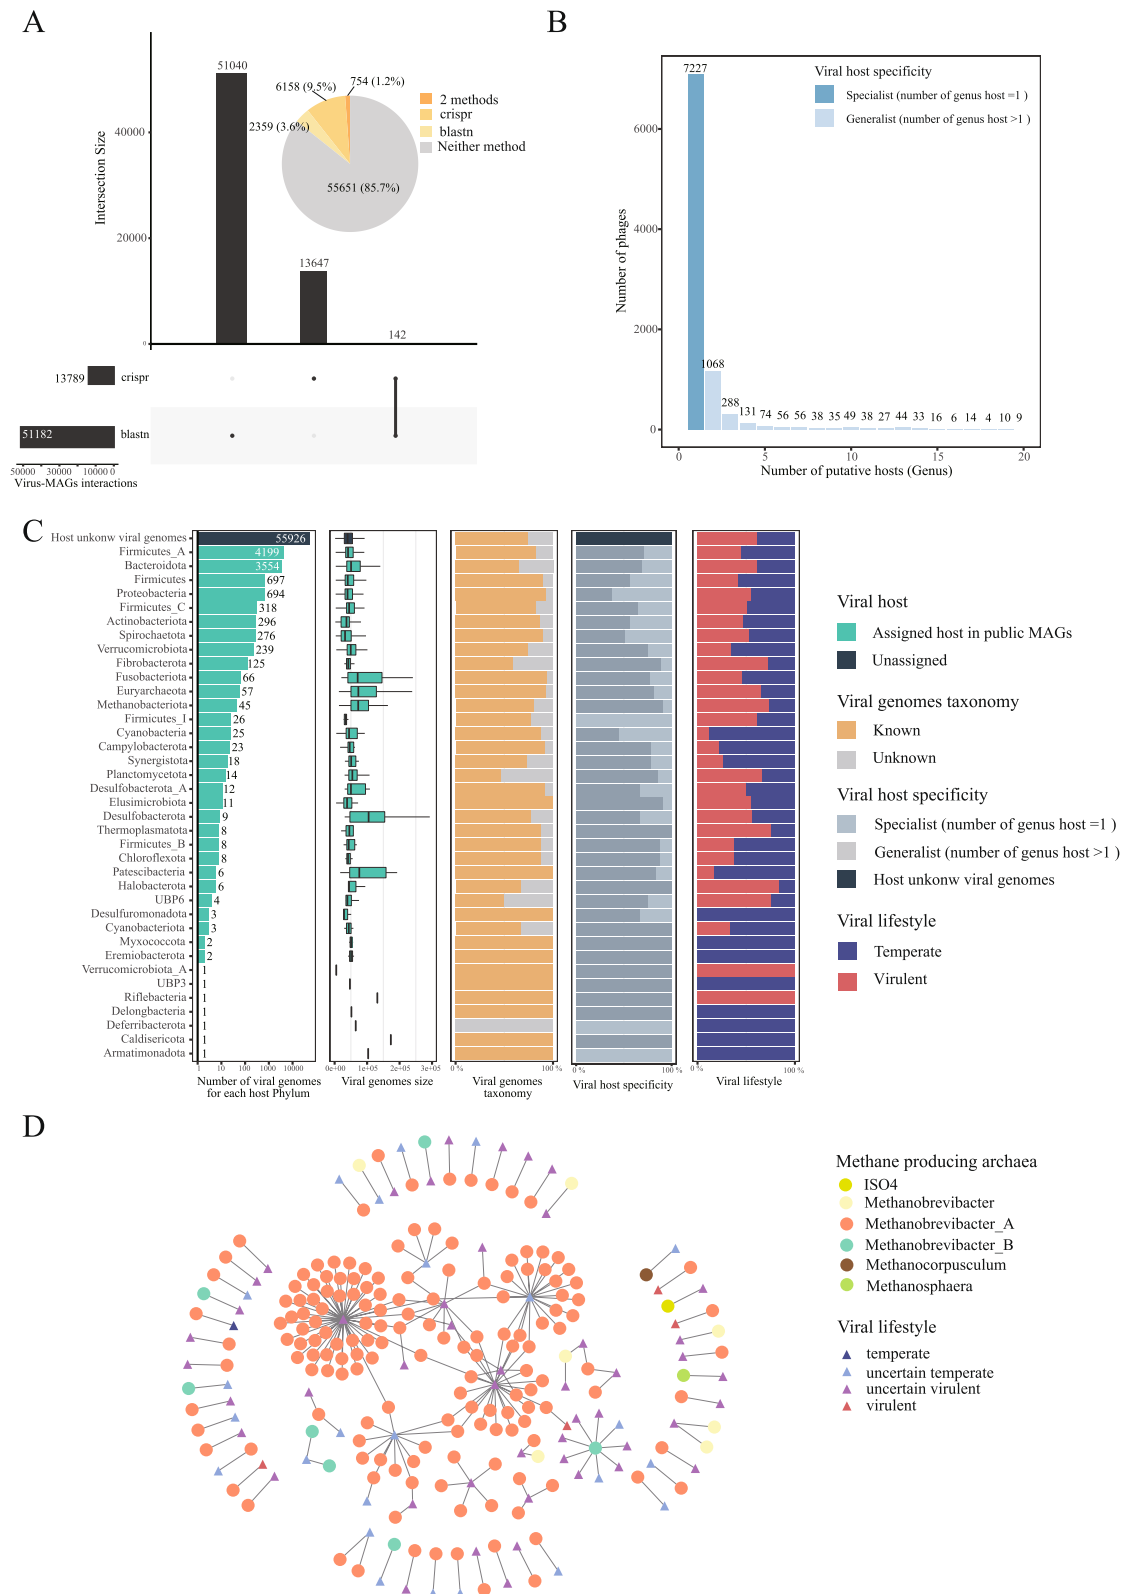 A
51040
6158 (9.5%)
754 (1.2%)
2359 (3.6%)
55651 (85.7%)
2 methods
crispr
blastn
Neither method
Intersection Size
40000
20000
0
13647
142
13789
crispr
51182
blastn
50000 30000 10000 0
Virus-MAGs interactions
B
7227
Viral host specificity
Specialist (number of genus host =1 )
Generalist (number of genus host >1 )
Number of phages
6000
4000
2000
0
1068
288
131 74 56 56 38 35 49 38 27 44 33 16 6 14 4 10 9
0 5 10 15 20
Number of putative hosts (Genus)
C
Host unkonw viral genomes 55926
Firmicutes_A 4199
Bacteroidota 3554
Firmicutes 697
Proteobacteria 694
Firmicutes_C 318
Actinobacteriota 296
Spirochaetota 276
Verrucomicrobiota 239
Fibrobacterota 125
Fusobacteriota 66
Euryarchaeota 57
Methanobacteriota 45
Firmicutes_I 26
Cyanobacteria 25
Campylobacterota 23
Synergistota 18
Planctomycetota 14
Desulfobacterota_A 12
Elusimicrobiota 11
Desulfobacterota 9
Thermoplasmatota 8
Firmicutes_B 8
Chloroflexota 8
Patescibacteria 6
Halobacterota 6
UBP6 4
Desulfuromonadota 3
Cyanobacteriota 3
Myxococcota 2
Eremiobacterota 2
Verrucomicrobiota_A 1
UBP3 1
Riflebacteria 1
Delongbacteria 1
Deferribacterota 1
Caldisericota 1
Armatimonadota 1
1 10 100 1000 10000
Number of viral genomes
for each host Phylum
0e+00 1e+05 2e+05 3e+05
Viral genomes size
0 % 100 %
Viral genomes
taxonomy
0 % 100 %
Viral host specificity
0 % 100 %
Viral lifestyle
Viral host
Assigned host in public MAGs
Unassigned
Viral genomes taxonomy
Known
Unknown
Viral host specificity
Specialist (number of genus host =1 )
Generalist (number of genus host >1 )
Host unkonw viral genomes
Viral lifestyle
Temperate
Virulent
D
Methane producing archaea
ISO4
Methanobrevibacter
Methanobrevibacter_A
Methanobrevibacter_B
Methanocorpusculum
Methanosphaera
Viral lifestyle
temperate
uncertain temperate
uncertain virulent
virulent